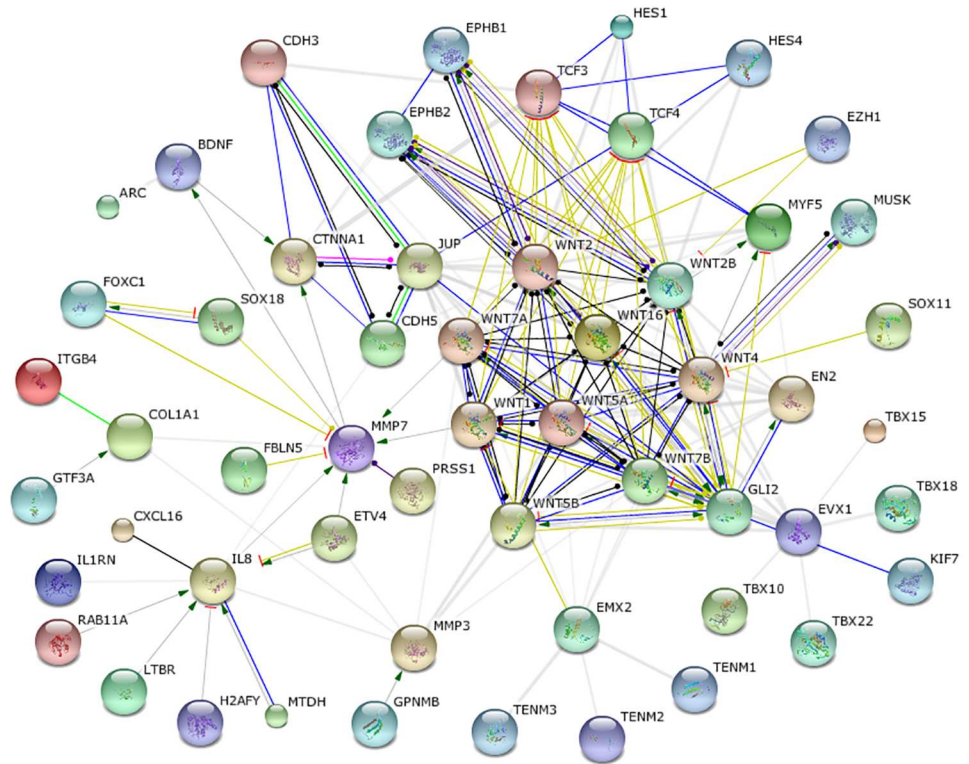 HES1
EPHB1
CDH3
HES4
TCF3
TCF4
EPHB2
EZH1
BDNF
ARC
MYF5
MUSK
CTNNA1
JUP
WNT2
WNT2B
FOXC1
SOX18
CDH5
WNT7A
WNT16
SOX11
ITGB4
WNT4
EN2
COL1A1
WNT1
WNT5A
TBX15
MMP7
FBLN5
WNT7B
PRSS1
GTF3A
TBX18
WNT5B
GLI2
EVX1
CXCL16
ETV4
IL8
IL1RN
KIF7
TBX10
RAB11A
EMX2
TBX22
MMP3
LTBR
TENM1
H2AFY
MTDH
GPNMB
TENM3
TENM2